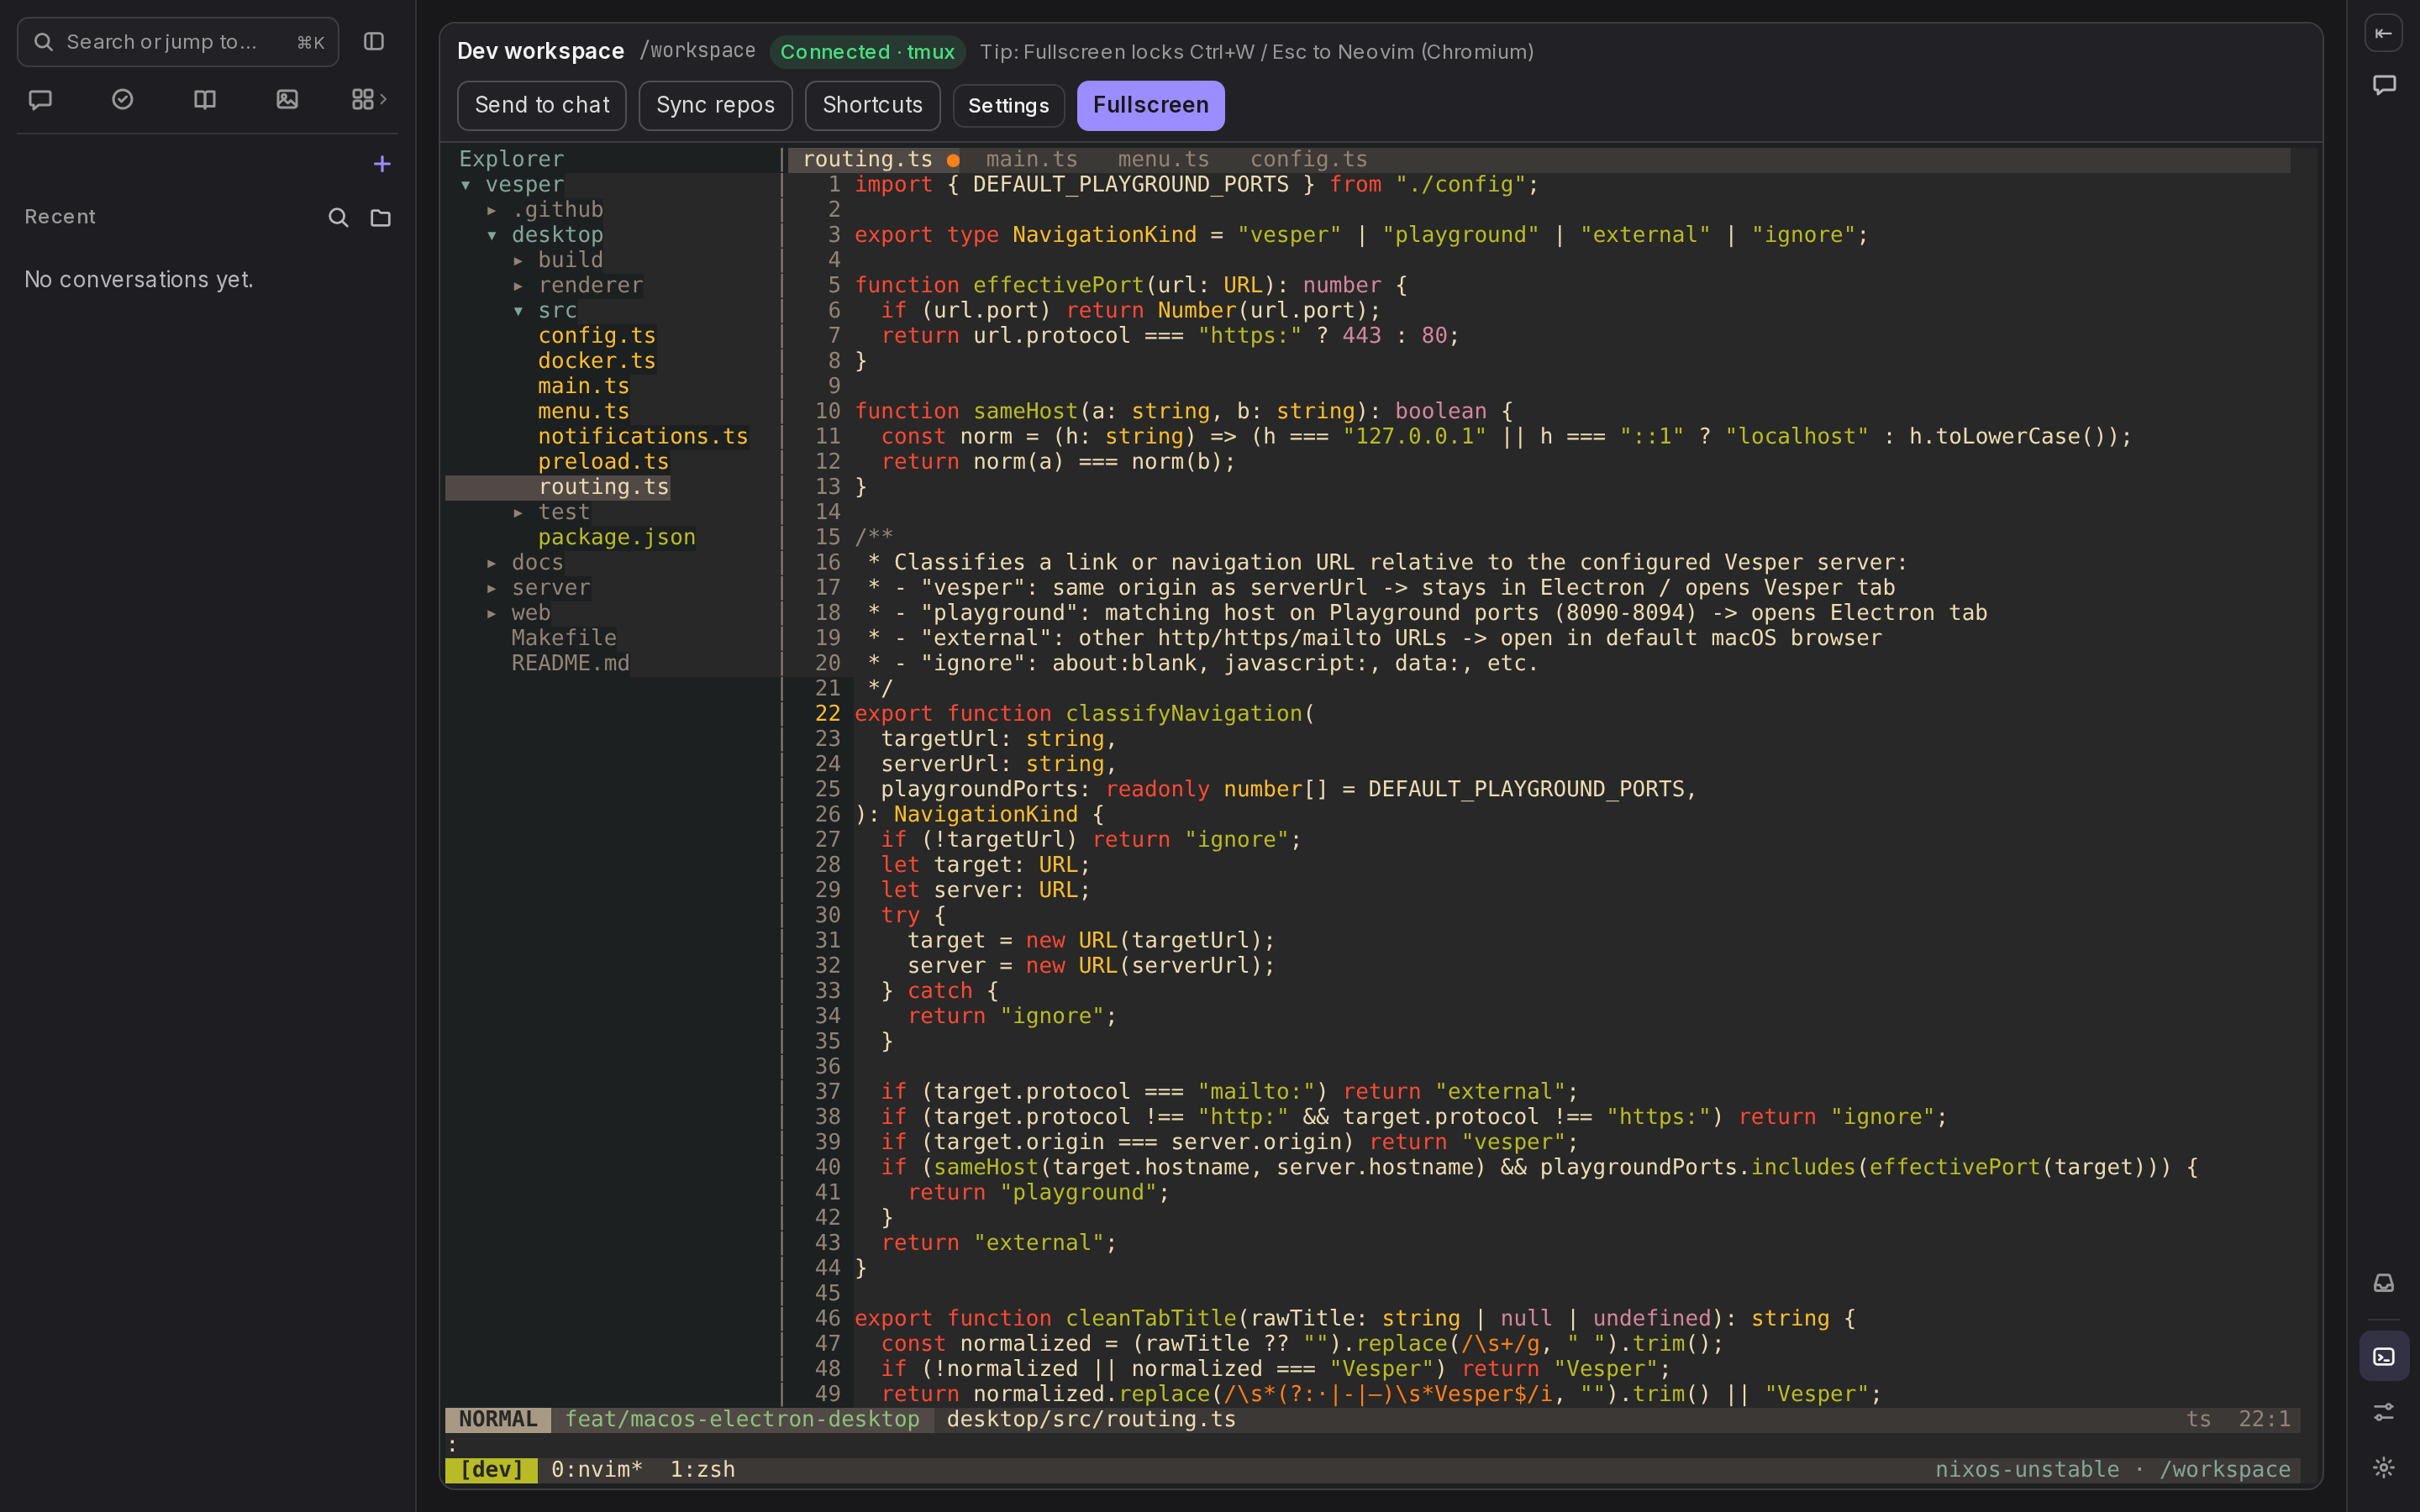 Search or jump to... ⌘K
Recent
No conversations yet.
Dev workspace /workspace Connected · tmux Tip: Fullscreen locks Ctrl+W / Esc to Neovim (Chromium)
Send to chat Sync repos Shortcuts Settings Fullscreen
Explorer
▾ vesper
▸ .github
▾ desktop
▸ build
▸ renderer
▾ src
config.ts
docker.ts
main.ts
menu.ts
notifications.ts
preload.ts
routing.ts
▸ test
package.json
▸ docs
▸ server
▸ web
Makefile
README.md
routing.ts ● main.ts menu.ts config.ts
1 import { DEFAULT_PLAYGROUND_PORTS } from "./config";
2
3 export type NavigationKind = "vesper" | "playground" | "external" | "ignore";
4
5 function effectivePort(url: URL): number {
6   if (url.port) return Number(url.port);
7   return url.protocol === "https:" ? 443 : 80;
8 }
9
10 function sameHost(a: string, b: string): boolean {
11   const norm = (h: string) => (h === "127.0.0.1" || h === "::1" ? "localhost" : h.toLowerCase());
12   return norm(a) === norm(b);
13 }
14
15 /**
16  * Classifies a link or navigation URL relative to the configured Vesper server:
17  * - "vesper": same origin as serverUrl -> stays in Electron / opens Vesper tab
18  * - "playground": matching host on Playground ports (8090-8094) -> opens Electron tab
19  * - "external": other http/https/mailto URLs -> open in default macOS browser
20  * - "ignore": about:blank, javascript:, data:, etc.
21  */
22 export function classifyNavigation(
23   targetUrl: string,
24   serverUrl: string,
25   playgroundPorts: readonly number[] = DEFAULT_PLAYGROUND_PORTS,
26 ): NavigationKind {
27   if (!targetUrl) return "ignore";
28   let target: URL;
29   let server: URL;
30   try {
31     target = new URL(targetUrl);
32     server = new URL(serverUrl);
33   } catch {
34     return "ignore";
35   }
36
37   if (target.protocol === "mailto:") return "external";
38   if (target.protocol !== "http:" && target.protocol !== "https:") return "ignore";
39   if (target.origin === server.origin) return "vesper";
40   if (sameHost(target.hostname, server.hostname) && playgroundPorts.includes(effectivePort(target))) {
41     return "playground";
42   }
43   return "external";
44 }
45
46 export function cleanTabTitle(rawTitle: string | null | undefined): string {
47   const normalized = (rawTitle ?? "").replace(/\s+/g, " ").trim();
48   if (!normalized || normalized === "Vesper") return "Vesper";
49   return normalized.replace(/\s*(?:·|-|—)\s*Vesper$/i, "").trim() || "Vesper";
NORMAL feat/macos-electron-desktop desktop/src/routing.ts ts 22:1
:
[dev] 0:nvim* 1:zsh nixos-unstable · /workspace